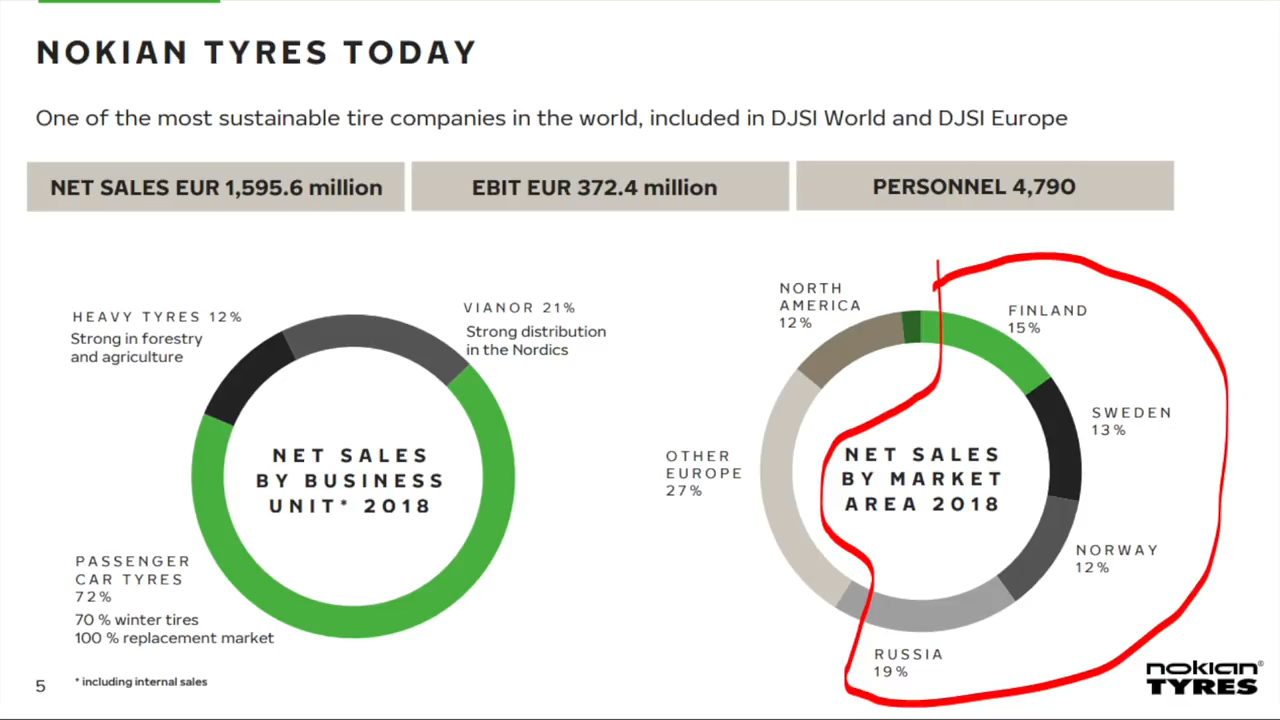 NOKIAN TYRES TODAY
One of the most sustainable tire companies in the world, included in DJSI World and DJSI Europe
NET SALES EUR 1,595.6 million
EBIT EUR 372.4 million
PERSONNEL 4,790
HEAVY TYRES 12%
Strong in forestry
and agriculture
VIANOR 21%
Strong distribution
in the Nordics
NET SALES
BY BUSINESS
UNIT* 2018
PASSENGER
CAR TYRES
72%
70 % winter tires
100 % replacement market
NORTH
AMERICA
12%
FINLAND
15%
SWEDEN
13%
OTHER
EUROPE
27%
NET SALES
BY MARKET
AREA 2018
NORWAY
12%
RUSSIA
19%
5
* including internal sales
nokian®
TYRES